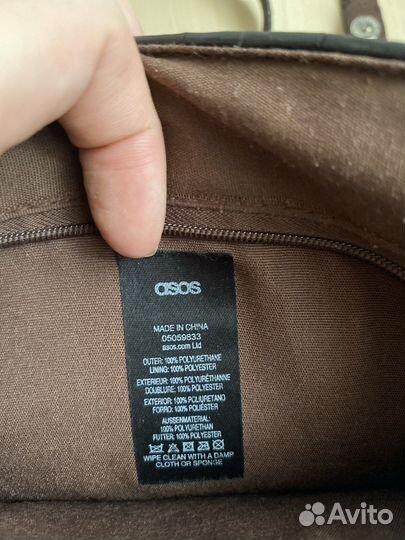 asos
MADE IN CHINA
05059833
asos.com Ltd
OUTER: 100% POLYURETHANE
LINING: 100% POLYESTER
EXTERIEUR: 100% POLYURÉTHANNE
DOUBLURE: 100% POLYESTER
EXTERIOR: 100% POLIURETANO
FORRO: 100% POLIÉSTER
AUSSENMATERIAL:
100% POLYURETHAN
FUTTER: 100% POLYESTER
WIPE CLEAN WITH A DAMP
CLOTH OR SPONGE
Avito